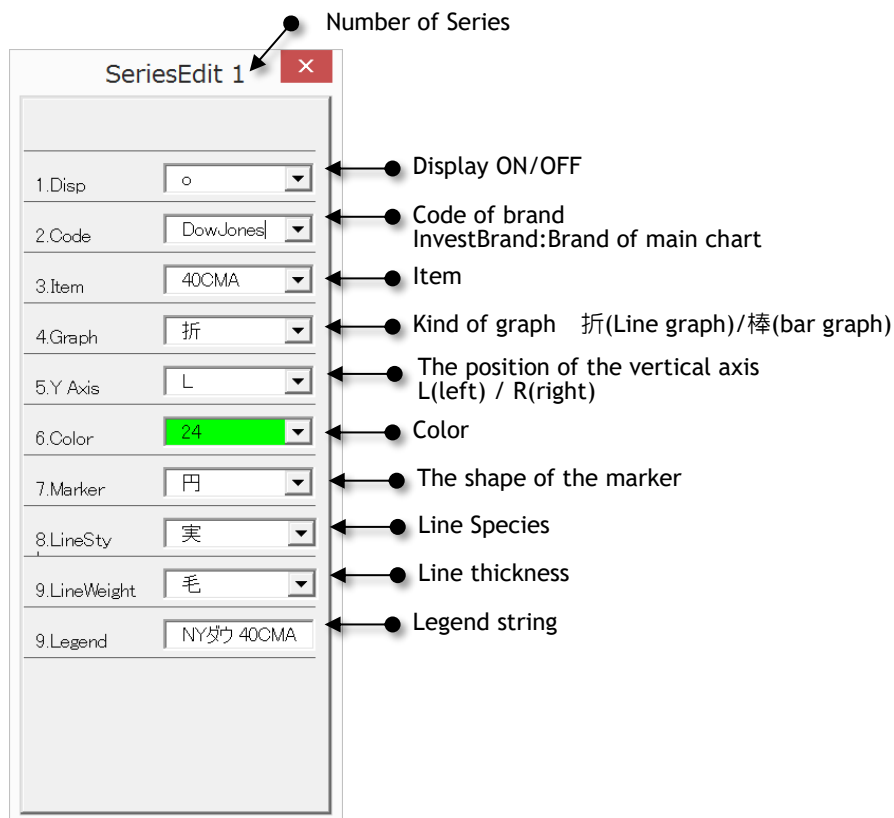 Number of Series
SeriesEdit 1
1.Disp
o
Display ON/OFF
2.Code
DowJones
Code of brand
InvestBrand:Brand of main chart
3.Item
40CMA
Item
4.Graph
折
Kind of graph 折(Line graph)/棒(bar graph)
5.Y Axis
L
The position of the vertical axis
L(left) / R(right)
6.Color
24
Color
7.Marker
円
The shape of the marker
8.LineSty
実
Line Species
9.LineWeight
毛
Line thickness
9.Legend
NYダウ 40CMA
Legend string